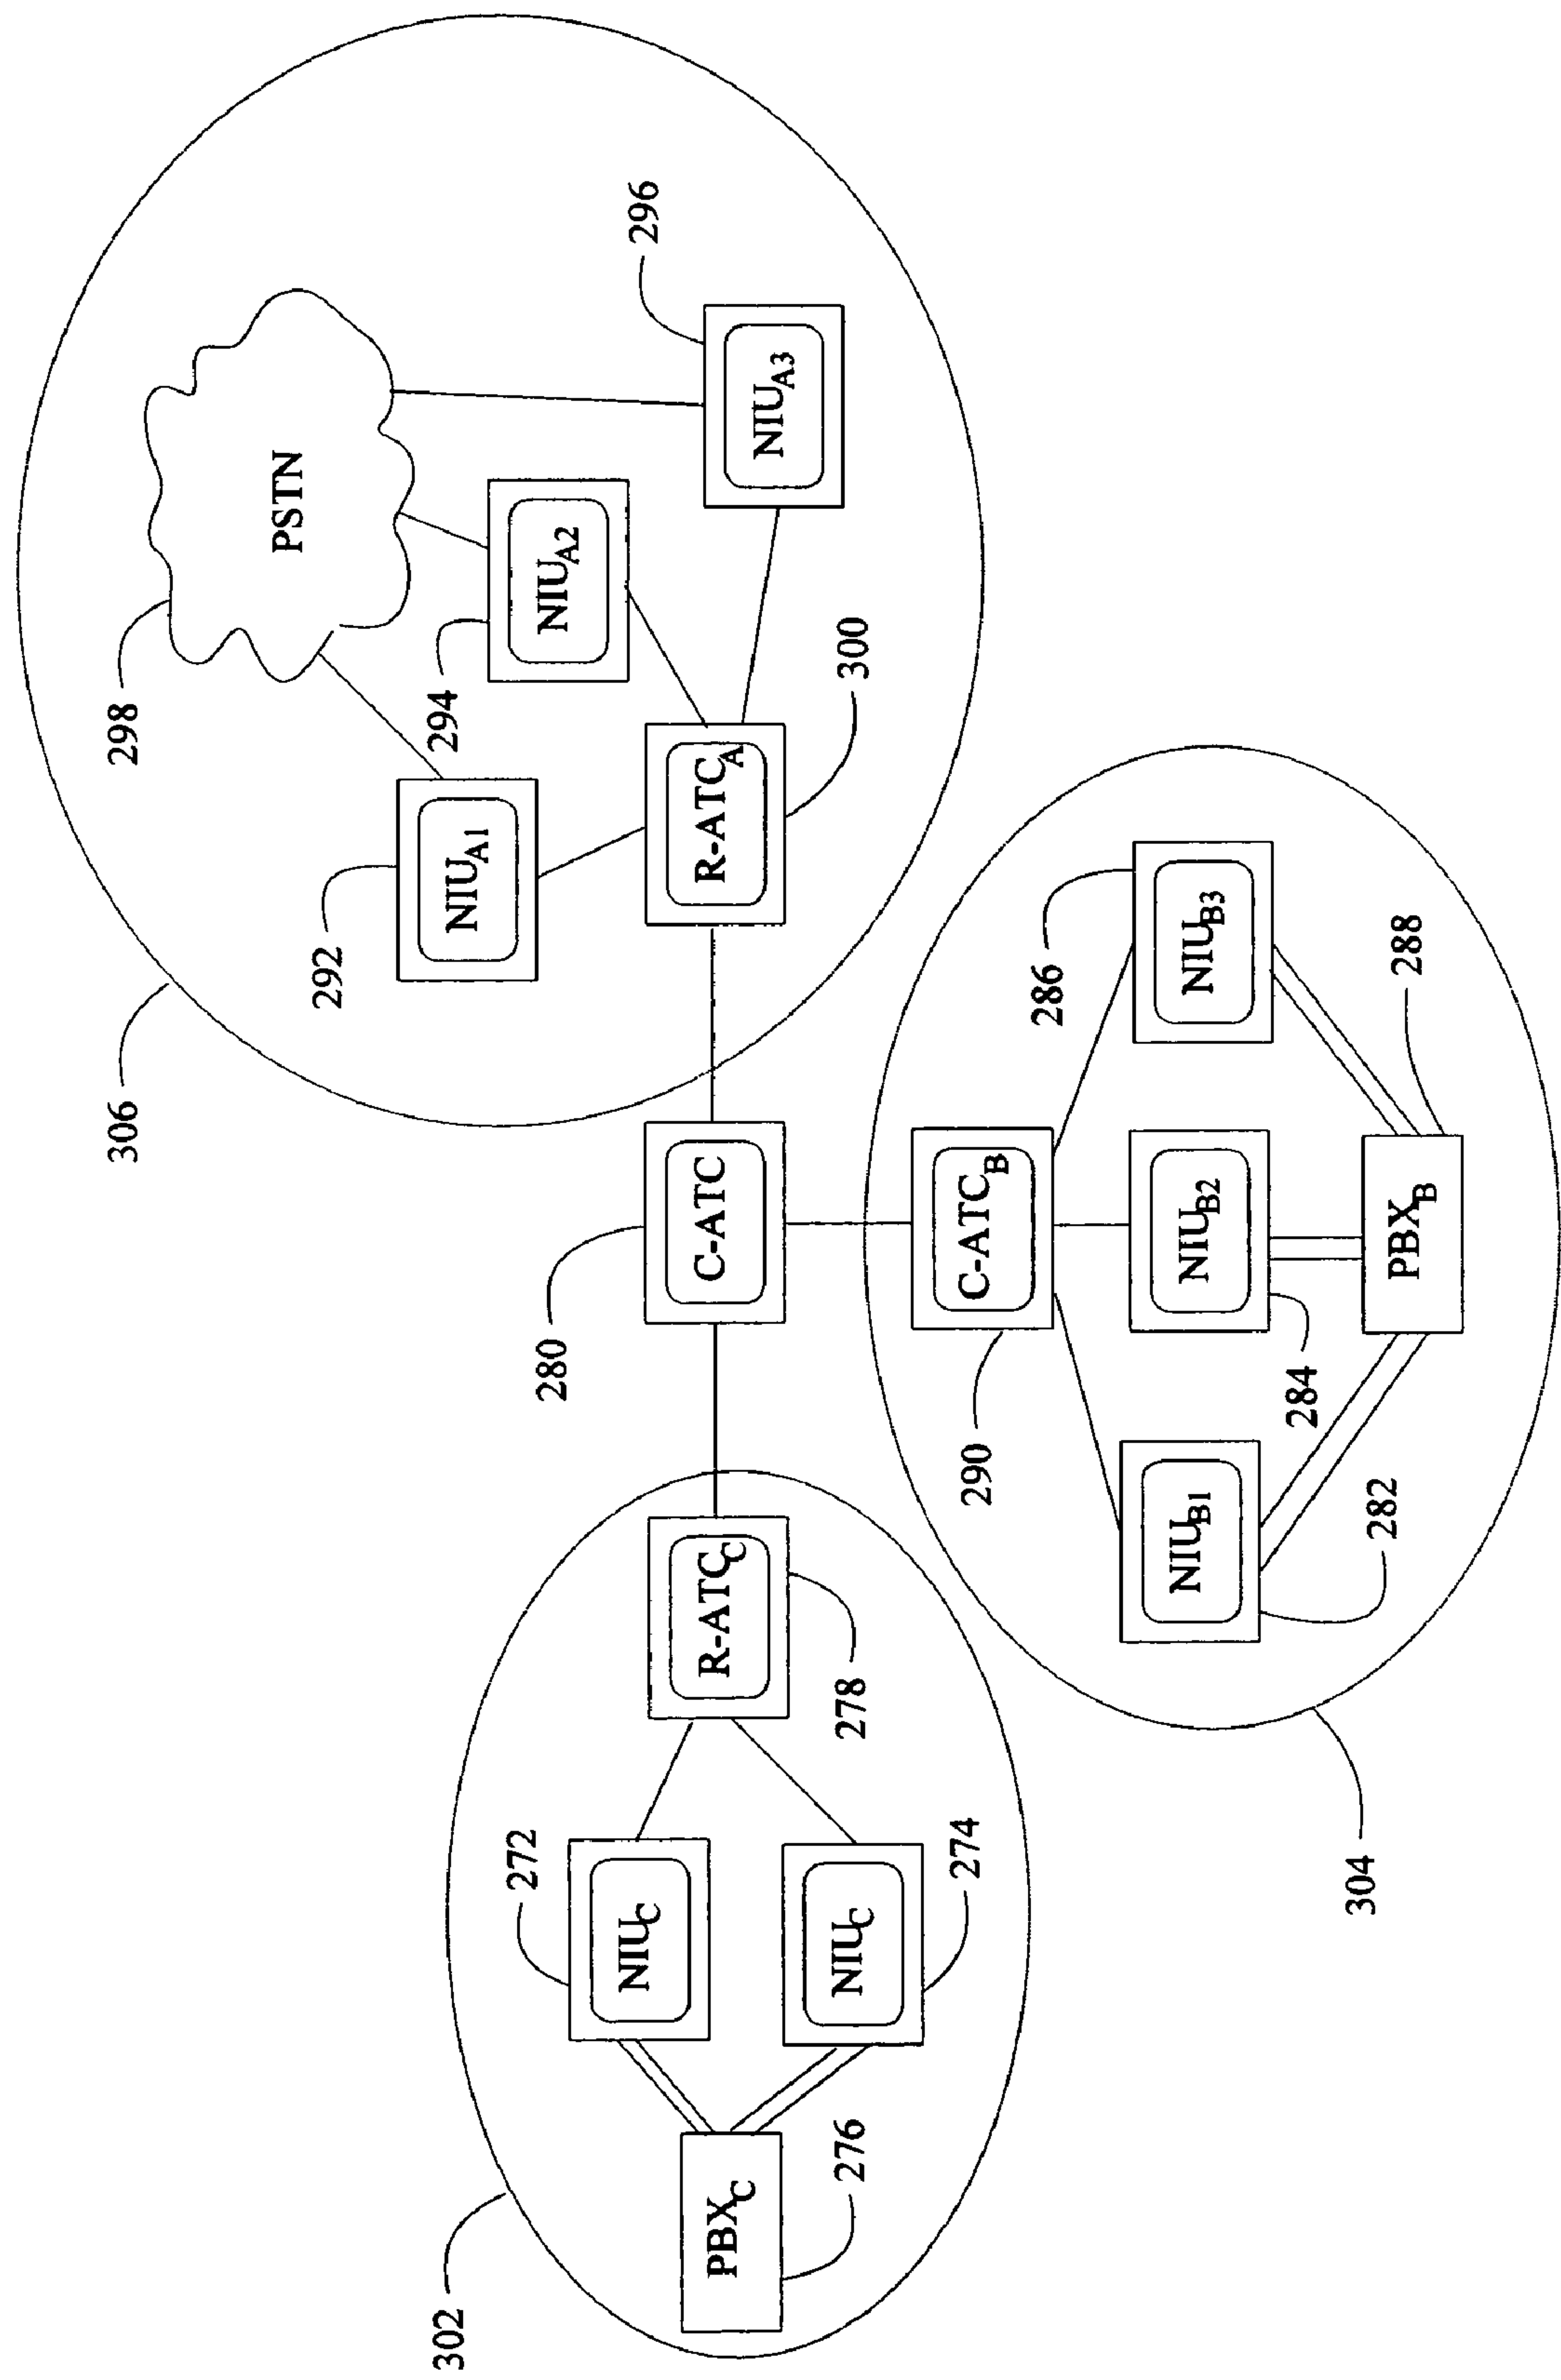 298
PSTN
306
292
NIUA1
294
NIUA2
296
NIUA3
R-ATCA
300
280
C-ATC
302
272
NIUC
R-ATCC
278
PBXC
276
NIUC
274
290
C-ATCB
286
NIUB3
NIUB2
284
NIUB1
282
PBXB
288
304